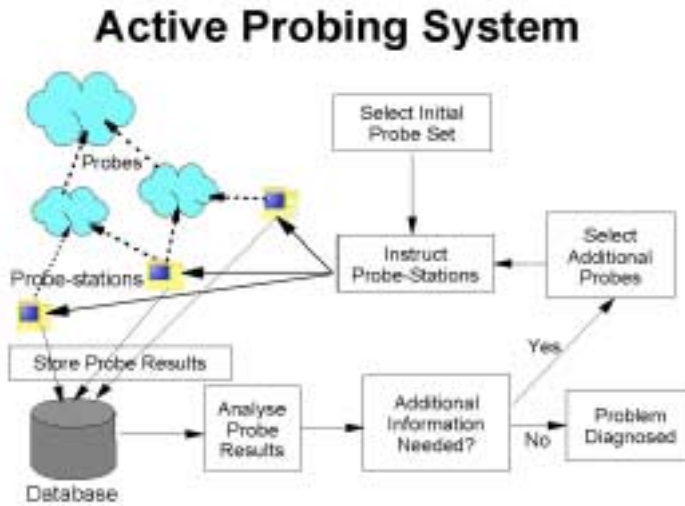 Active Probing System
Select Initial
Probe Set
Probes
Instruct
Probe-Stations
Select
Additional
Probes
Probe-stations
Store Probe Results
Yes
Analyse
Probe
Results
Additional
Information
Needed?
No
Problem
Diagnosed
Database